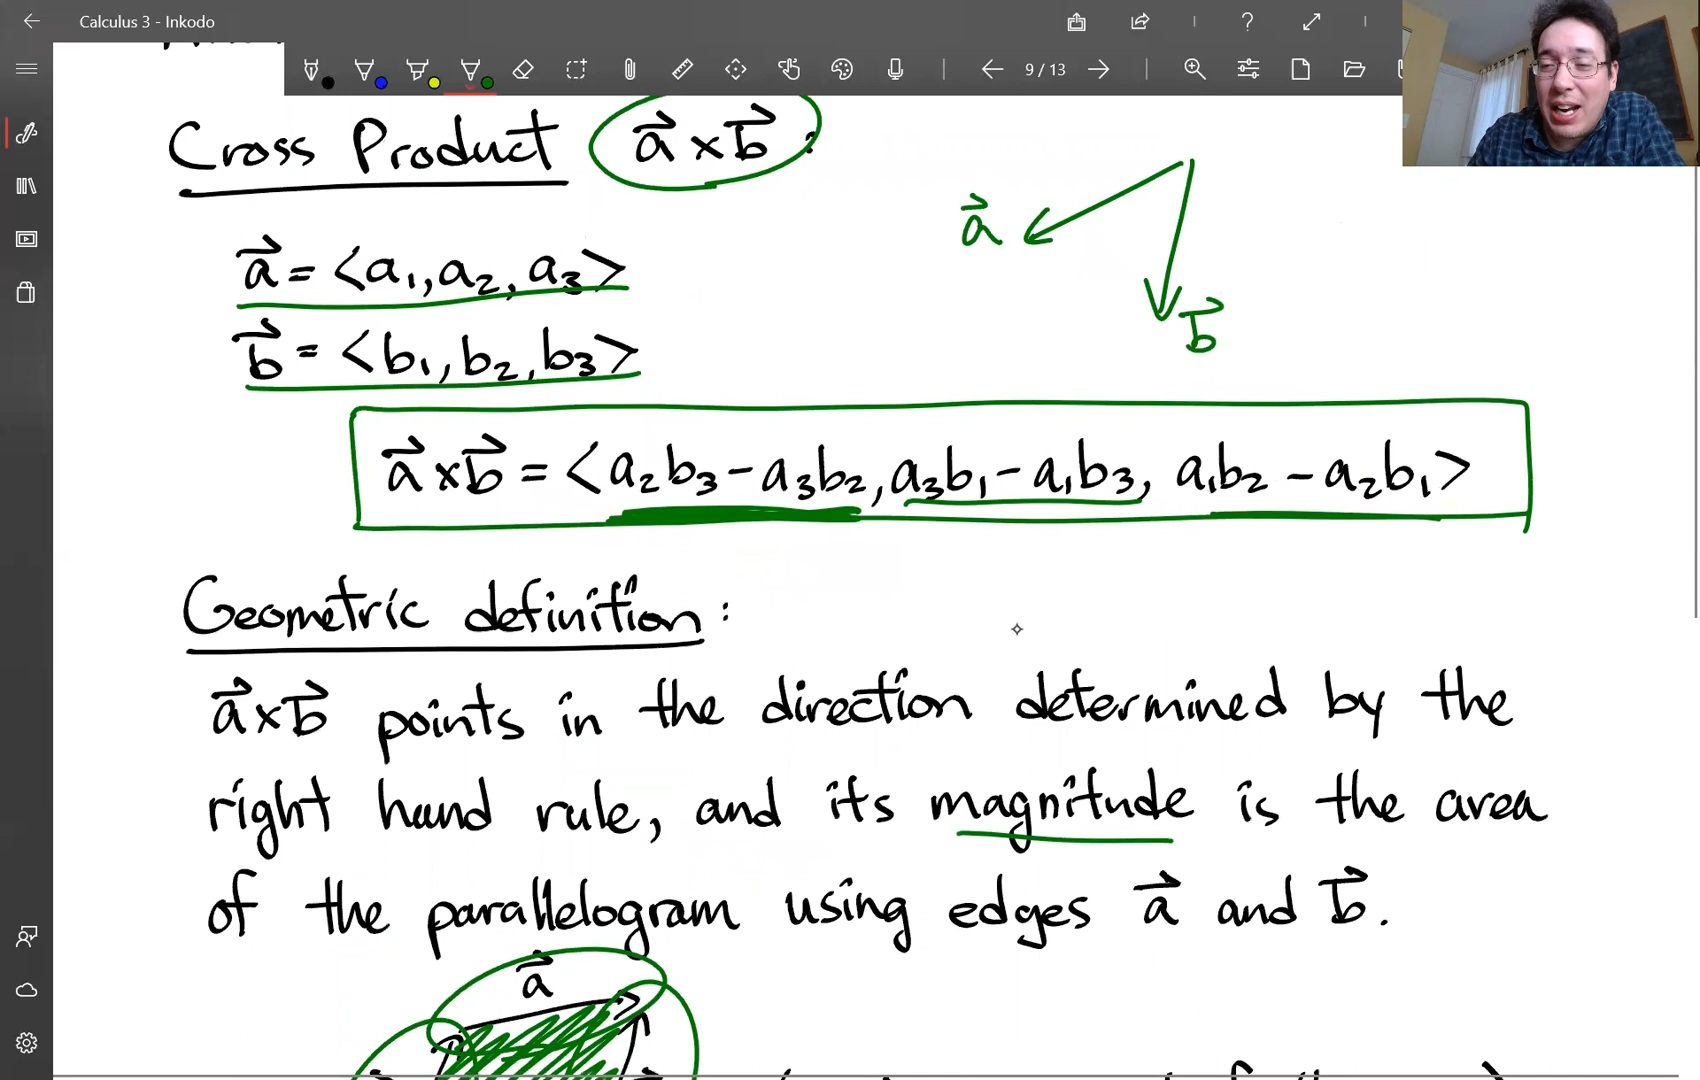 Calculus 3 - Inkodo
9 / 13
Cross Product a⃗ × b⃗ :
a⃗ = <a₁, a₂, a₃>
b⃗ = <b₁, b₂, b₃>
a⃗
b⃗
a⃗ × b⃗ = <a₂b₃ − a₃b₂, a₃b₁ − a₁b₃, a₁b₂ − a₂b₁>
Geometric definition:
a⃗ × b⃗ points in the direction determined by the
right hand rule, and its magnitude is the area
of the parallelogram using edges a⃗ and b⃗.
a⃗